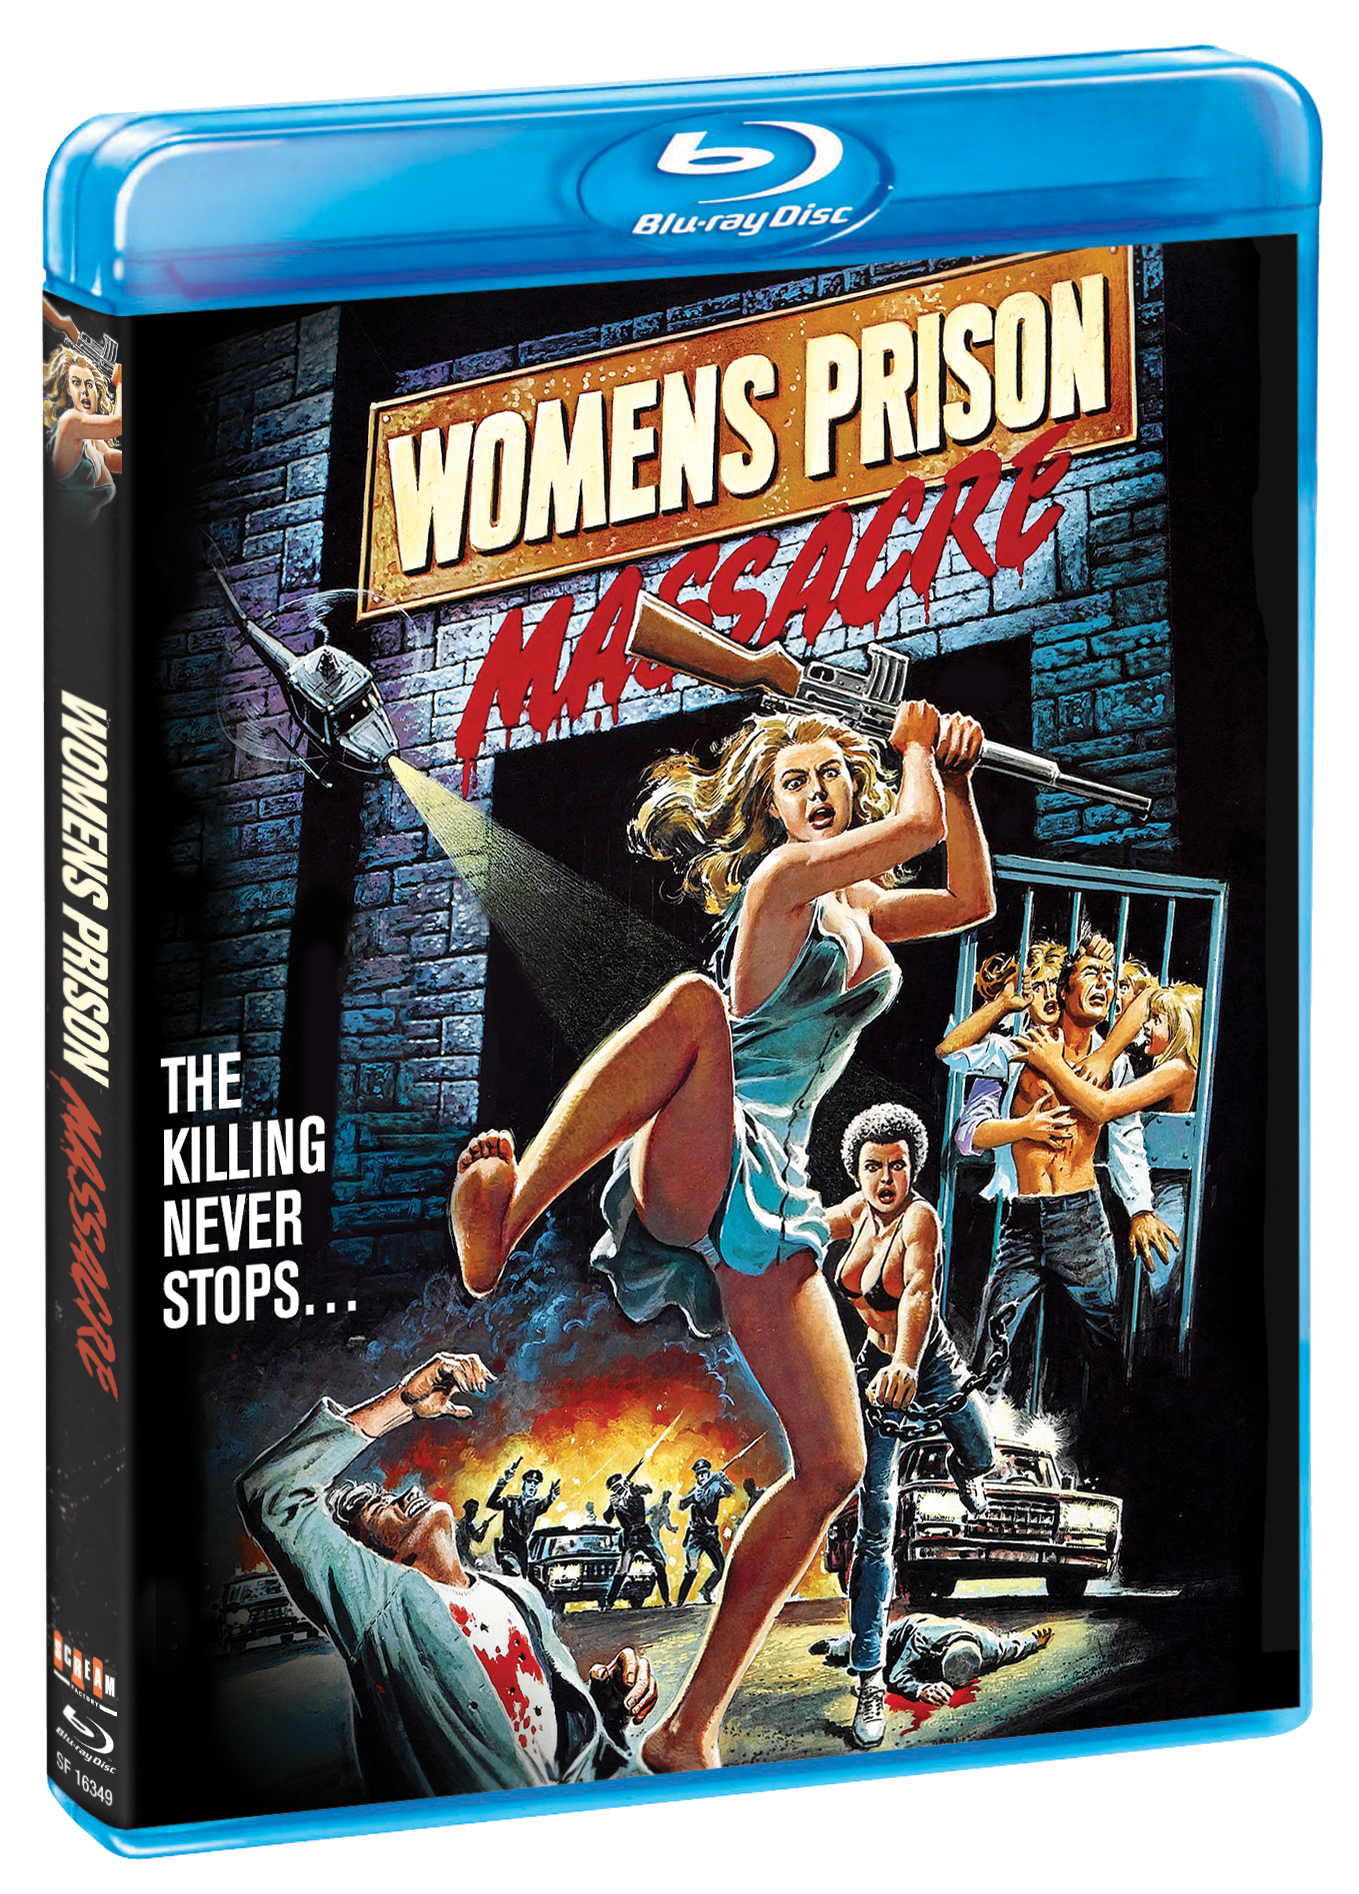 Blu-ray Disc
WOMENS PRISON
MASSACRE
THE
KILLING
NEVER
STOPS...
WOMENS PRISON MASSACRE
SCREAM
FACTORY
Blu-ray Disc
SF 16349